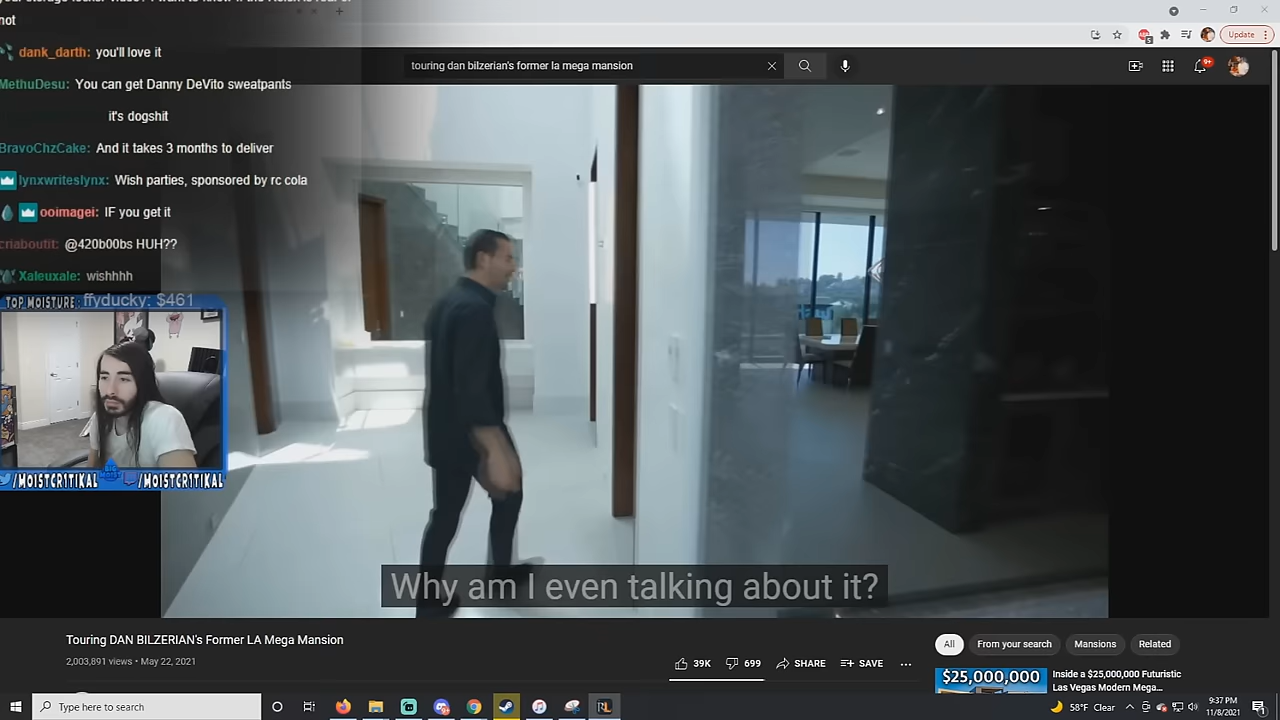 not
dank_darth: you'll love it
MethuDesu: You can get Danny DeVito sweatpants
it's dogshit
BravoChzCake: And it takes 3 months to deliver
lynxwriteslynx: Wish parties, sponsored by rc cola
ooimagei: IF you get it
criaboutit: @420b00bs HUH??
Xaleuxale: wishhhh
TOP MOISTURE: ffyducky: $461
/MOISTCR1TIKAL
BIG MOIST
/MOISTCR1TIKAL
Update
touring dan bilzerian's former la mega mansion
9+
Why am I even talking about it?
Touring DAN BILZERIAN's Former LA Mega Mansion
2,003,891 views • May 22, 2021
39K
699
SHARE
SAVE
All
From your search
Mansions
Related
$25,000,000
Inside a $25,000,000 Futuristic
Las Vegas Modern Mega...
Type here to search
58°F Clear
9:37 PM
11/8/2021